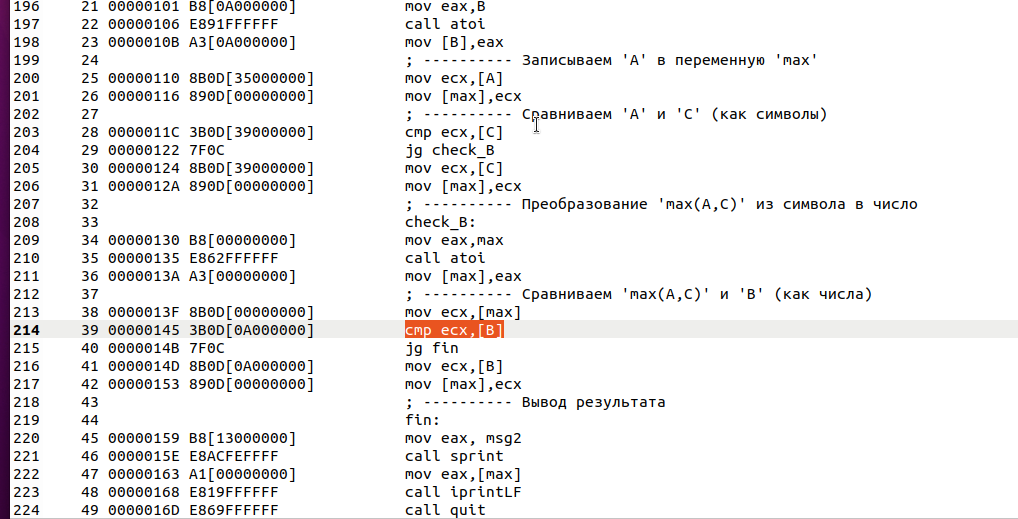 196 21 00000101 B8[0A000000] mov eax,B
197 22 00000106 E891FFFFFF call atoi
198 23 0000010B A3[0A000000] mov [B],eax
199 24 ; ---------- Записываем 'A' в переменную 'max'
200 25 00000110 8B0D[35000000] mov ecx,[A]
201 26 00000116 890D[00000000] mov [max],ecx
202 27 ; ---------- Сравниваем 'A' и 'C' (как символы)
203 28 0000011C 3B0D[39000000] cmp ecx,[C]
204 29 00000122 7F0C jg check_B
205 30 00000124 8B0D[39000000] mov ecx,[C]
206 31 0000012A 890D[00000000] mov [max],ecx
207 32 ; ---------- Преобразование 'max(A,C)' из символа в число
208 33 check_B:
209 34 00000130 B8[00000000] mov eax,max
210 35 00000135 E862FFFFFF call atoi
211 36 0000013A A3[00000000] mov [max],eax
212 37 ; ---------- Сравниваем 'max(A,C)' и 'B' (как числа)
213 38 0000013F 8B0D[00000000] mov ecx,[max]
214 39 00000145 3B0D[0A000000] cmp ecx,[B]
215 40 0000014B 7F0C jg fin
216 41 0000014D 8B0D[0A000000] mov ecx,[B]
217 42 00000153 890D[00000000] mov [max],ecx
218 43 ; ---------- Вывод результата
219 44 fin:
220 45 00000159 B8[13000000] mov eax, msg2
221 46 0000015E E8ACFEFFFF call sprint
222 47 00000163 A1[00000000] mov eax,[max]
223 48 00000168 E819FFFFFF call iprintLF
224 49 0000016D E869FFFFFF call quit